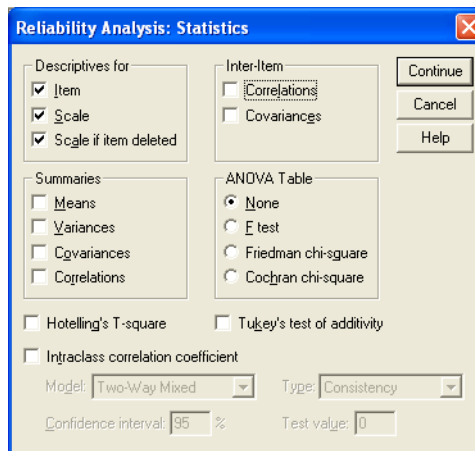 Reliability Analysis: Statistics
Descriptives for
Item
Scale
Scale if item deleted
Inter-Item
Correlations
Covariances
Continue
Cancel
Help
Summaries
Means
Variances
Covariances
Correlations
ANOVA Table
None
F test
Friedman chi-square
Cochran chi-square
Hotelling's T-square
Tukey's test of additivity
Intraclass correlation coefficient
Model: Two-Way Mixed
Type: Consistency
Confidence interval: 95 %
Test value: 0